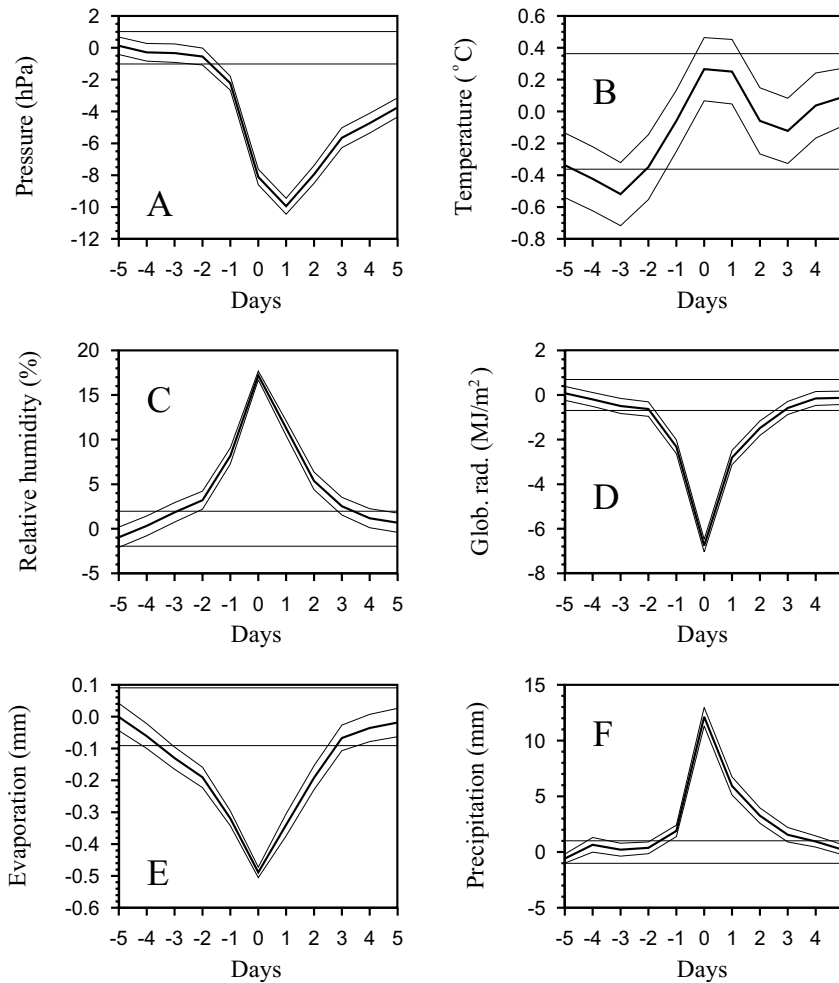 2
0
-2
-4
-6
-8
-10
-12
Pressure (hPa)
A
-5 -4 -3 -2 -1 0 1 2 3 4 5
Days
0.6
0.4
0.2
0.0
-0.2
-0.4
-0.6
-0.8
Temperature (°C)
B
-5 -4 -3 -2 -1 0 1 2 3 4
Days
20
15
10
5
0
-5
Relative humidity (%)
C
-5 -4 -3 -2 -1 0 1 2 3 4 5
Days
2
0
-2
-4
-6
-8
Glob. rad. (MJ/m²)
D
-5 -4 -3 -2 -1 0 1 2 3 4
Days
0.1
0.0
-0.1
-0.2
-0.3
-0.4
-0.5
-0.6
Evaporation (mm)
E
-5 -4 -3 -2 -1 0 1 2 3 4 5
Days
15
10
5
0
-5
Precipitation (mm)
F
-5 -4 -3 -2 -1 0 1 2 3 4
Days